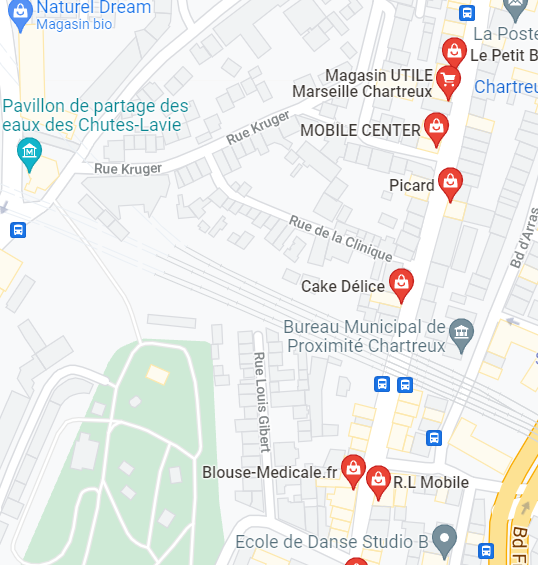 Naturel Dream
Magasin bio
La Poste
Le Petit B
Magasin UTILE
Marseille Chartreux
Chartreu
Pavillon de partage des
eaux des Chutes-Lavie
Rue Kruger
MOBILE CENTER
Rue Kruger
Picard
Rue de la Clinique
Bd d'Arras
Cake Délice
Bureau Municipal de
Proximité Chartreux
Rue Louis Gibert
Blouse-Medicale.fr
R.L Mobile
Ecole de Danse Studio B
Bd F